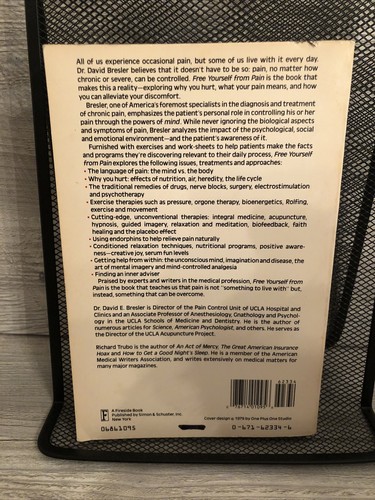 All of us experience occasional pain, but some of us live with it every day.
Dr. David Bresler believes that it doesn't have to be so: pain, no matter how
chronic or severe, can be controlled. Free Yourself from Pain is the book that
makes this a reality—exploring why you hurt, what your pain means, and how
you can alleviate your discomfort.
Bresler, one of America's foremost specialists in the diagnosis and treatment
of chronic pain, emphasizes the patient's personal role in controlling his or her
pain through the powers of mind. While never ignoring the biological aspects
and symptoms of pain, Bresler analyzes the impact of the psychological, social
and emotional environment—and the patient's awareness of it.
Furnished with exercises and work-sheets to help patients make the facts
and programs they're discovering relevant to their daily process, Free Yourself
from Pain explores the following issues, treatments and approaches:
• The language of pain: the mind vs. the body
• Why you hurt: effects of nutrition, air, heredity, the life cycle
• The traditional remedies of drugs, nerve blocks, surgery, electrostimulation
and psychotherapy
• Exercise therapies such as pressure, orgone therapy, bioenergetics, Rolfing,
exercise and movement
• Cutting-edge, unconventional therapies: integral medicine, acupuncture,
hypnosis, guided imagery, relaxation and meditation, biofeedback, faith
healing and the placebo effect
• Using endorphins to help relieve pain naturally
• Conditioned relaxation techniques, nutritional programs, positive aware-
ness—creative joy, serum fun levels
• Getting help from within: the unconscious mind, imagination and disease, the
art of mental imagery and mind-controlled analgesia
• Finding an inner adviser
Praised by experts and writers in the medical profession, Free Yourself from
Pain is the book that teaches us that pain is not "something to live with" but,
instead, something that can be overcome.
Dr. David E. Bresler is Director of the Pain Control Unit of UCLA Hospital and
Clinics and an Associate Professor of Anesthesiology, Gnathology and Psychol-
ogy in the UCLA Schools of Medicine and Dentistry. He is the author of
numerous articles for Science, American Psychologist, and others. He serves as
the Director of the UCLA Acupuncture Project.
Richard Trubo is the author of An Act of Mercy, The Great American Insurance
Hoax and How to Get a Good Night's Sleep. He is a member of the American
Medical Writers Association, and writes extensively on medical matters for
many major magazines.
F
A Fireside Book
Published by Simon & Schuster, Inc.
New York
Cover design © 1979 by One Plus One Studio
06861095
0-671-62334-6